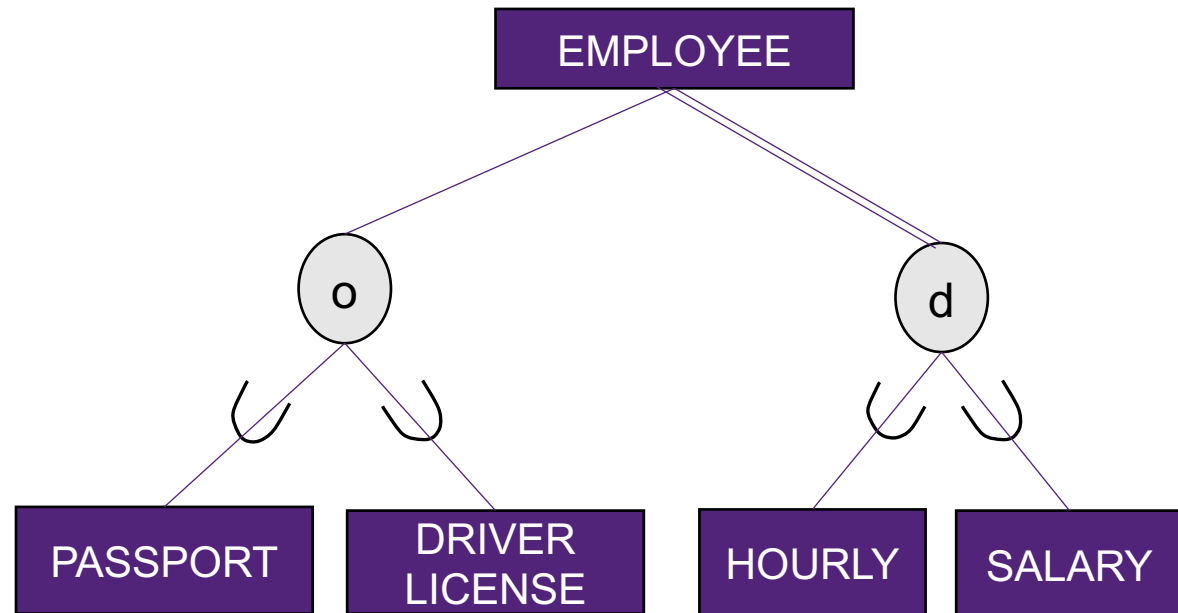 EMPLOYEE
o
d
PASSPORT
DRIVER
LICENSE
HOURLY
SALARY